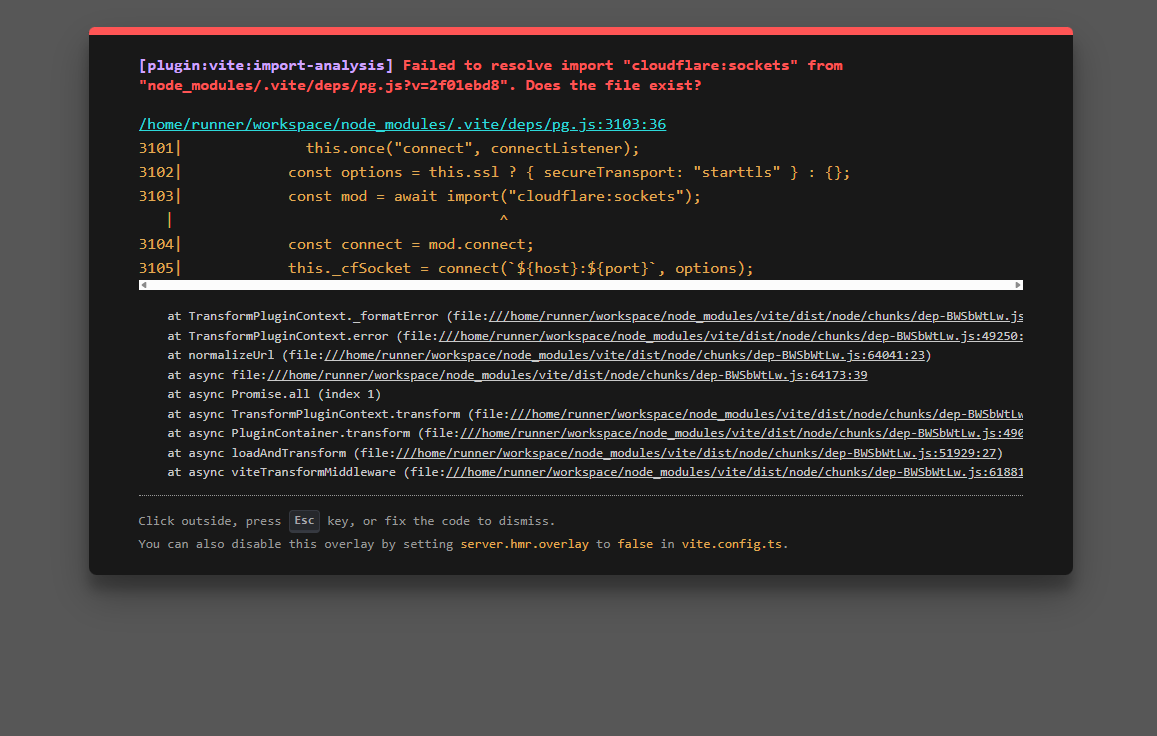 [plugin:vite:import-analysis] Failed to resolve import "cloudflare:sockets" from
"node_modules/.vite/deps/pg.js?v=2f01ebd8". Does the file exist?
/home/runner/workspace/node_modules/.vite/deps/pg.js:3103:36
3101|              this.once("connect", connectListener);
3102|            const options = this.ssl ? { secureTransport: "starttls" } : {};
3103|            const mod = await import("cloudflare:sockets");
   |                                     ^
3104|            const connect = mod.connect;
3105|            this._cfSocket = connect(`${host}:${port}`, options);
at TransformPluginContext._formatError (file:///home/runner/workspace/node_modules/vite/dist/node/chunks/dep-BWSbWtLw.js
at TransformPluginContext.error (file:///home/runner/workspace/node_modules/vite/dist/node/chunks/dep-BWSbWtLw.js:49250:
at normalizeUrl (file:///home/runner/workspace/node_modules/vite/dist/node/chunks/dep-BWSbWtLw.js:64041:23)
at async file:///home/runner/workspace/node_modules/vite/dist/node/chunks/dep-BWSbWtLw.js:64173:39
at async Promise.all (index 1)
at async TransformPluginContext.transform (file:///home/runner/workspace/node_modules/vite/dist/node/chunks/dep-BWSbWtLw
at async PluginContainer.transform (file:///home/runner/workspace/node_modules/vite/dist/node/chunks/dep-BWSbWtLw.js:490
at async loadAndTransform (file:///home/runner/workspace/node_modules/vite/dist/node/chunks/dep-BWSbWtLw.js:51929:27)
at async viteTransformMiddleware (file:///home/runner/workspace/node_modules/vite/dist/node/chunks/dep-BWSbWtLw.js:61881
Click outside, press Esc key, or fix the code to dismiss.
You can also disable this overlay by setting server.hmr.overlay to false in vite.config.ts.